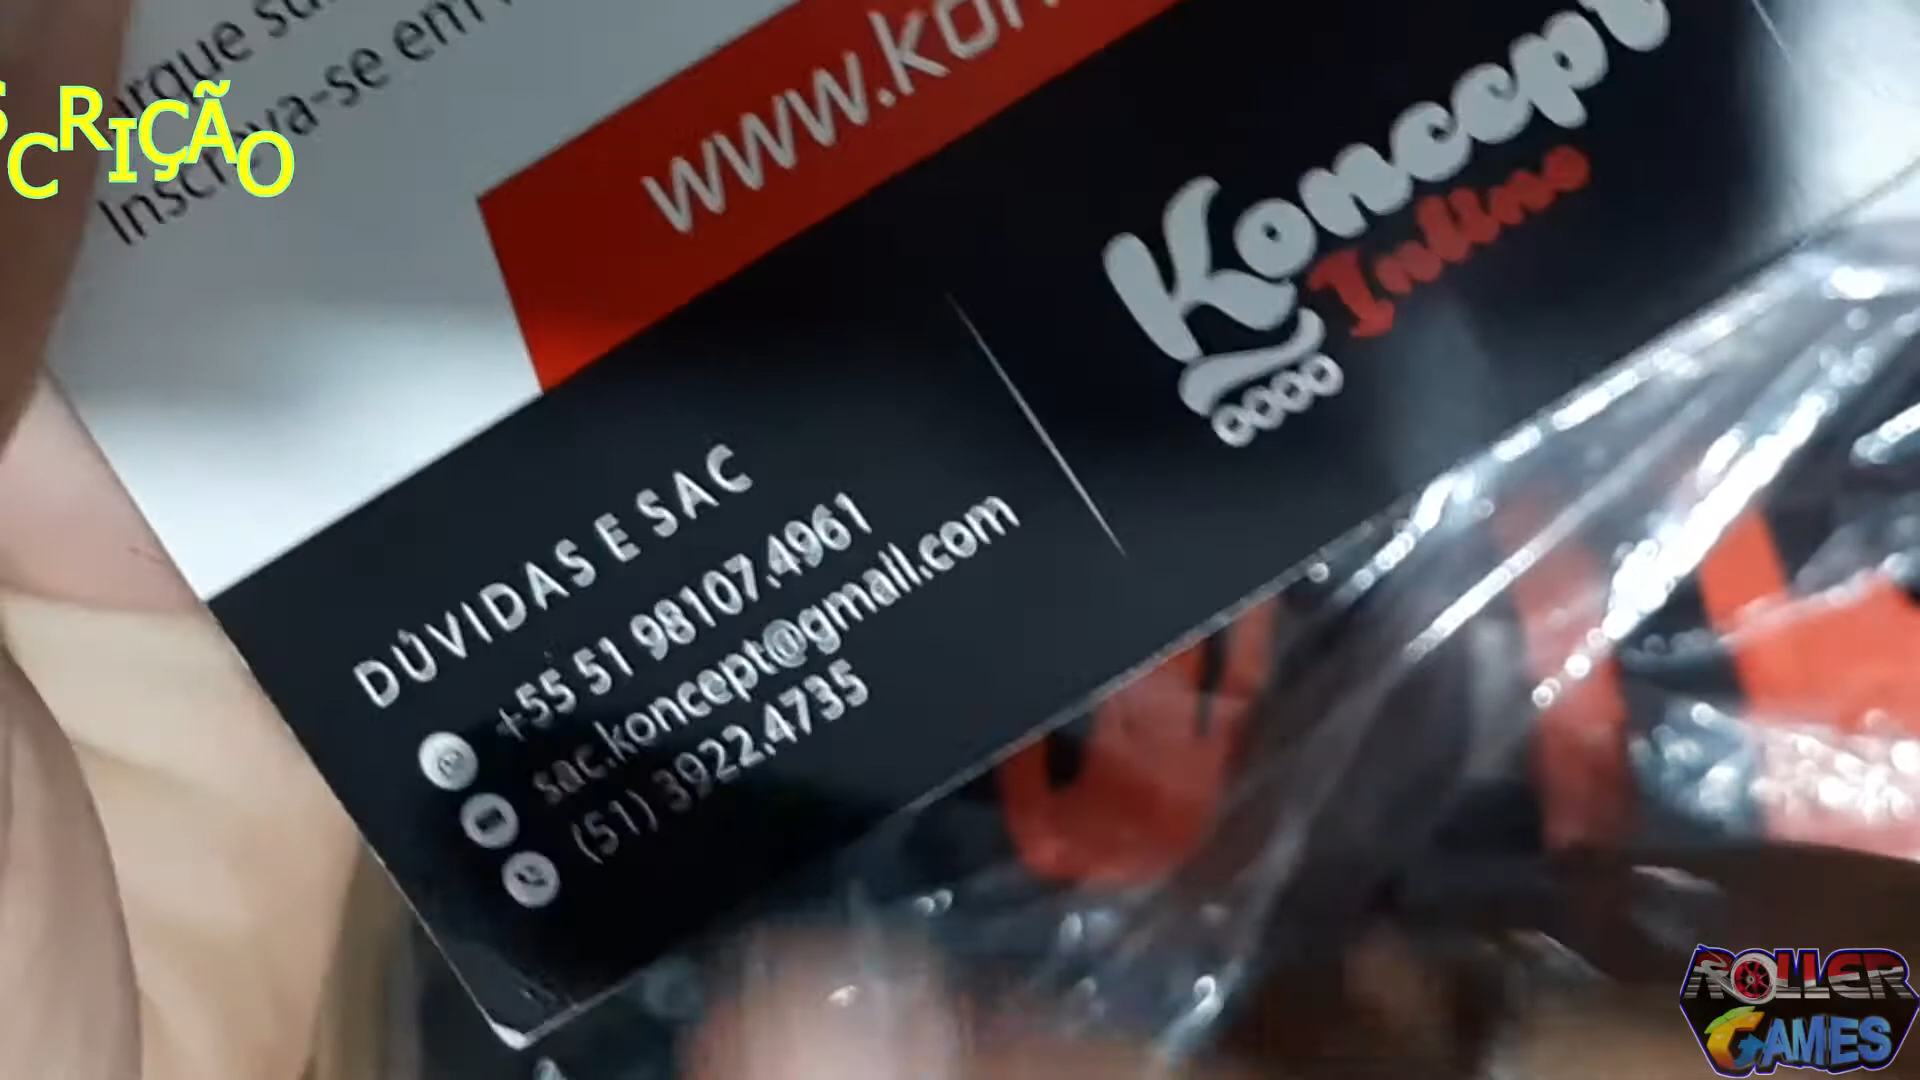 Inscreva-se em
www.kon
Koncept
Inline
DÚVIDAS E SAC
+55 51 98107.4961
sac.koncept@gmail.com
(51) 3922.4735
SCRIÇÃO
ROLLER
GAMES